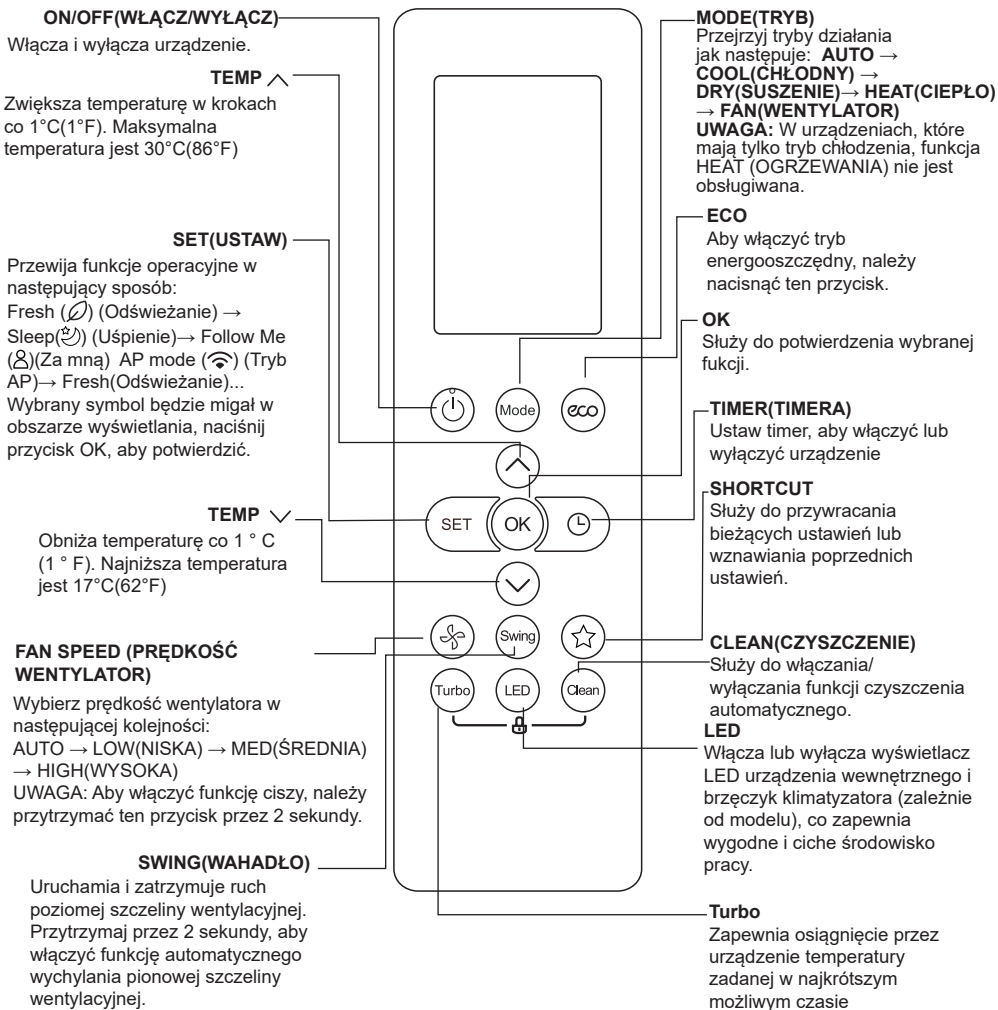 ON/OFF(WŁĄCZ/WYŁĄCZ)
Włącza i wyłącza urządzenie.
TEMP
Zwiększa temperaturę w krokach
co 1°C(1°F). Maksymalna
temperatura jest 30°C(86°F)
SET(USTAW)
Przewija funkcje operacyjne w
następujący sposób:
Fresh () (Odświeżanie) →
Sleep() (Uśpienie)→ Follow Me
()(Za mną) AP mode () (Tryb
AP)→ Fresh(Odświeżanie)...
Wybrany symbol będzie migał w
obszarze wyświetlania, naciśnij
przycisk OK, aby potwierdzić.
TEMP
Obniża temperaturę co 1 ° C
(1 ° F). Najniższa temperatura
jest 17°C(62°F)
FAN SPEED (PRĘDKOŚĆ
WENTYLATOR)
Wybierz prędkość wentylatora w
następującej kolejności:
AUTO → LOW(NISKA) → MED(ŚREDNIA)
→ HIGH(WYSOKA)
UWAGA: Aby włączyć funkcję ciszy, należy
przytrzymać ten przycisk przez 2 sekundy.
SWING(WAHADŁO)
Uruchamia i zatrzymuje ruch
poziomej szczeliny wentylacyjnej.
Przytrzymaj przez 2 sekundy, aby
włączyć funkcję automatycznego
wychylania pionowej szczeliny
wentylacyjnej.
Mode
eco
SET
OK
Swing
Turbo
LED
Clean
MODE(TRYB)
Przejrzyj tryby działania
jak następuje: AUTO →
COOL(CHŁODNY) →
DRY(SUSZENIE)→ HEAT(CIEPŁO)
→ FAN(WENTYLATOR)
UWAGA: W urządzeniach, które
mają tylko tryb chłodzenia, funkcja
HEAT (OGRZEWANIA) nie jest
obsługiwana.
ECO
Aby włączyć tryb
energooszczędny, należy
nacisnąć ten przycisk.
OK
Służy do potwierdzenia wybranej
fukcji.
TIMER(TIMERA)
Ustaw timer, aby włączyć lub
wyłączyć urządzenie
SHORTCUT
Służy do przywracania
bieżących ustawień lub
wznawiania poprzednich
ustawień.
CLEAN(CZYSZCZENIE)
Służy do włączania/
wyłączania funkcji czyszczenia
automatycznego.
LED
Włącza lub wyłącza wyświetlacz
LED urządzenia wewnętrznego i
brzęczyk klimatyzatora (zależnie
od modelu), co zapewnia
wygodne i ciche środowisko
pracy.
Turbo
Zapewnia osiągnięcie przez
urządzenie temperatury
zadanej w najkrótszym
możliwym czasie